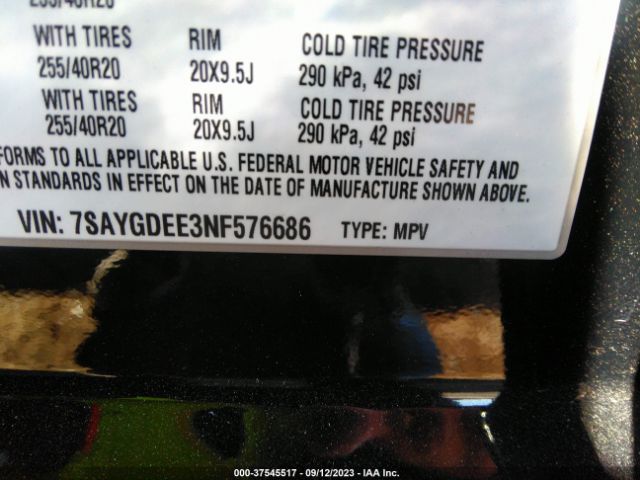 255/40R20
WITH TIRES RIM COLD TIRE PRESSURE
255/40R20 20X9.5J 290 kPa, 42 psi
WITH TIRES RIM COLD TIRE PRESSURE
255/40R20 20X9.5J 290 kPa, 42 psi
FORMS TO ALL APPLICABLE U.S. FEDERAL MOTOR VEHICLE SAFETY AND
N STANDARDS IN EFFECT ON THE DATE OF MANUFACTURE SHOWN ABOVE.
VIN: 7SAYGDEE3NF576686 TYPE: MPV
000-37545517 - 09/12/2023 - IAA Inc.